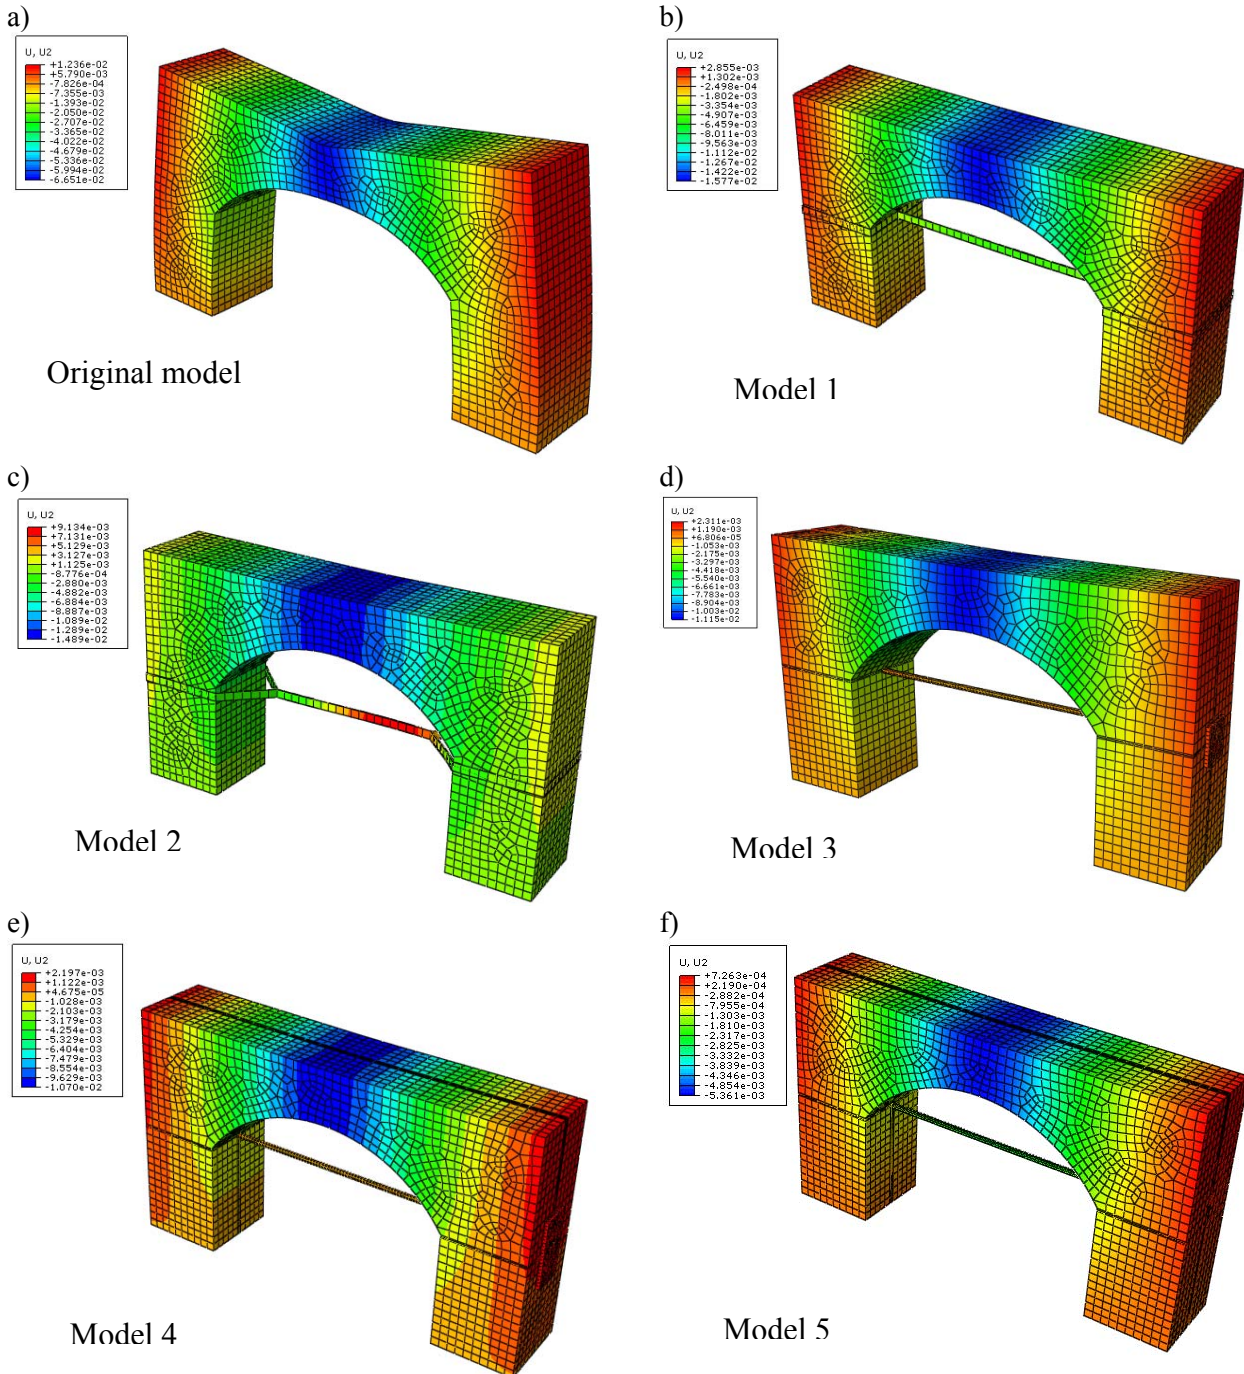 a)
U, U2
+1.236e-02
+5.790e-03
-7.826e-04
-7.355e-03
-1.393e-02
-2.050e-02
-2.707e-02
-3.365e-02
-4.022e-02
-4.679e-02
-5.336e-02
-5.994e-02
-6.651e-02
Original model
b)
U, U2
+2.855e-03
+1.302e-03
-2.498e-04
-1.802e-03
-3.354e-03
-4.907e-03
-6.459e-03
-8.011e-03
-9.563e-03
-1.112e-02
-1.267e-02
-1.422e-02
-1.577e-02
Model 1
c)
U, U2
+9.134e-03
+7.131e-03
+5.129e-03
+3.127e-03
+1.125e-03
-8.776e-04
-2.880e-03
-4.882e-03
-6.884e-03
-8.887e-03
-1.089e-02
-1.289e-02
-1.489e-02
Model 2
d)
U, U2
+2.311e-03
+1.190e-03
+6.806e-05
-1.053e-03
-2.175e-03
-3.297e-03
-4.418e-03
-5.540e-03
-6.661e-03
-7.783e-03
-8.904e-03
-1.003e-02
-1.115e-02
Model 3
e)
U, U2
+2.197e-03
+1.122e-03
+4.675e-05
-1.028e-03
-2.103e-03
-3.179e-03
-4.254e-03
-5.329e-03
-6.404e-03
-7.479e-03
-8.554e-03
-9.629e-03
-1.070e-02
Model 4
f)
U, U2
+7.263e-04
+2.190e-04
-2.882e-04
-7.955e-04
-1.303e-03
-1.810e-03
-2.317e-03
-2.825e-03
-3.332e-03
-3.839e-03
-4.346e-03
-4.854e-03
-5.361e-03
Model 5